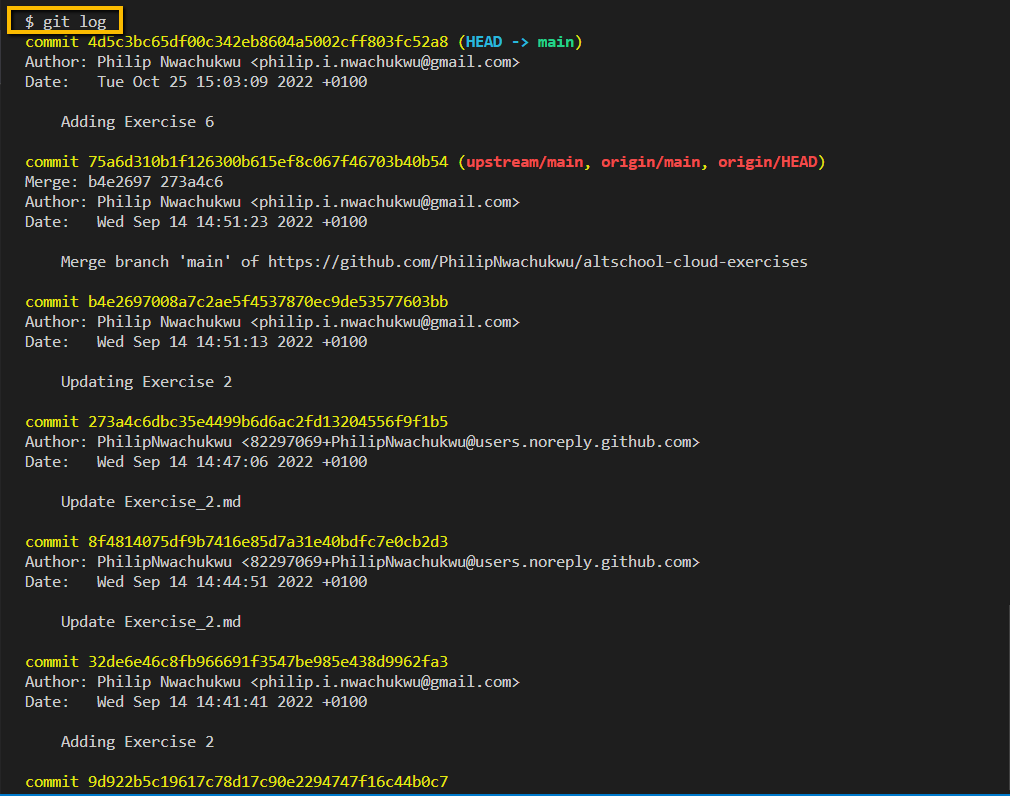 $ git log
commit 4d5c3bc65df00c342eb8604a5002cff803fc52a8 (HEAD -> main)
Author: Philip Nwachukwu <philip.i.nwachukwu@gmail.com>
Date:   Tue Oct 25 15:03:09 2022 +0100
Adding Exercise 6
commit 75a6d310b1f126300b615ef8c067f46703b40b54 (upstream/main, origin/main, origin/HEAD)
Merge: b4e2697 273a4c6
Author: Philip Nwachukwu <philip.i.nwachukwu@gmail.com>
Date:   Wed Sep 14 14:51:23 2022 +0100
Merge branch 'main' of https://github.com/PhilipNwachukwu/altschool-cloud-exercises
commit b4e2697008a7c2ae5f4537870ec9de53577603bb
Author: Philip Nwachukwu <philip.i.nwachukwu@gmail.com>
Date:   Wed Sep 14 14:51:13 2022 +0100
Updating Exercise 2
commit 273a4c6dbc35e4499b6d6ac2fd13204556f9f1b5
Author: PhilipNwachukwu <82297069+PhilipNwachukwu@users.noreply.github.com>
Date:   Wed Sep 14 14:47:06 2022 +0100
Update Exercise_2.md
commit 8f4814075df9b7416e85d7a31e40bdfc7e0cb2d3
Author: PhilipNwachukwu <82297069+PhilipNwachukwu@users.noreply.github.com>
Date:   Wed Sep 14 14:44:51 2022 +0100
Update Exercise_2.md
commit 32de6e46c8fb966691f3547be985e438d9962fa3
Author: Philip Nwachukwu <philip.i.nwachukwu@gmail.com>
Date:   Wed Sep 14 14:41:41 2022 +0100
Adding Exercise 2
commit 9d922b5c19617c78d17c90e2294747f16c44b0c7